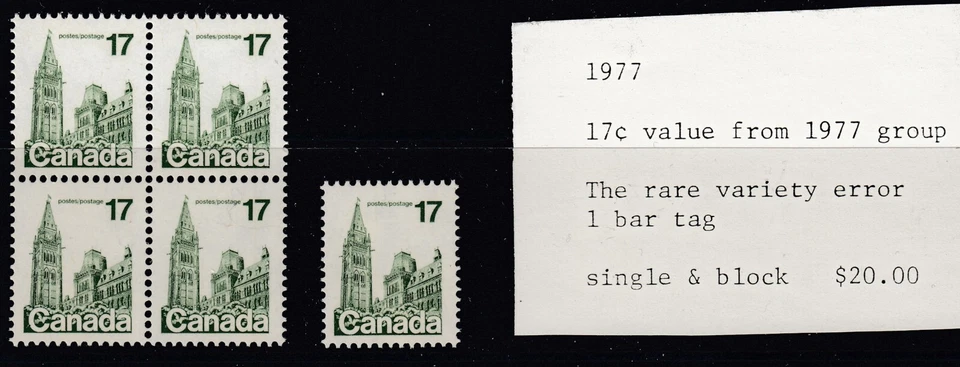 postes/postage 17
Canada
postes/postage 17
Canada
postes/postage 17
Canada
postes/postage 17
Canada
postes/postage 17
Canada
1977
17¢ value from 1977 group
The rare variety error
1 bar tag
single & block $20.00